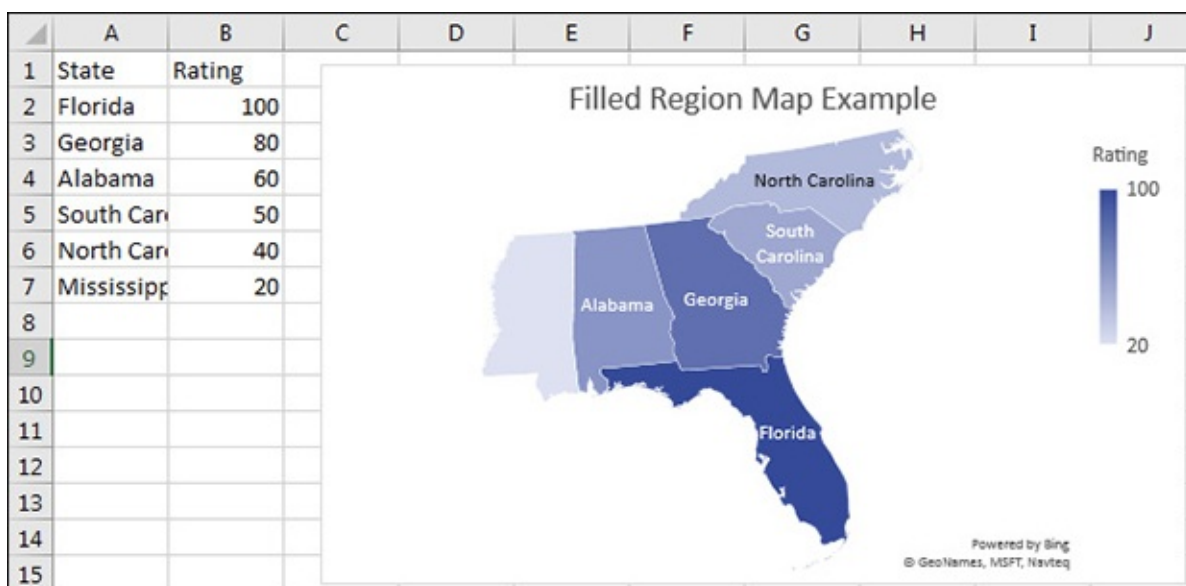 A B C D E F G H I J
1 State Rating
2 Florida 100
3 Georgia 80
4 Alabama 60
5 South Car 50
6 North Car 40
7 Mississipp 20
8
9
10
11
12
13
14
15
Filled Region Map Example
Rating
100
20
North Carolina
South
Carolina
Alabama
Georgia
Florida
Powered by Bing
© GeoNames, MSFT, Navteq